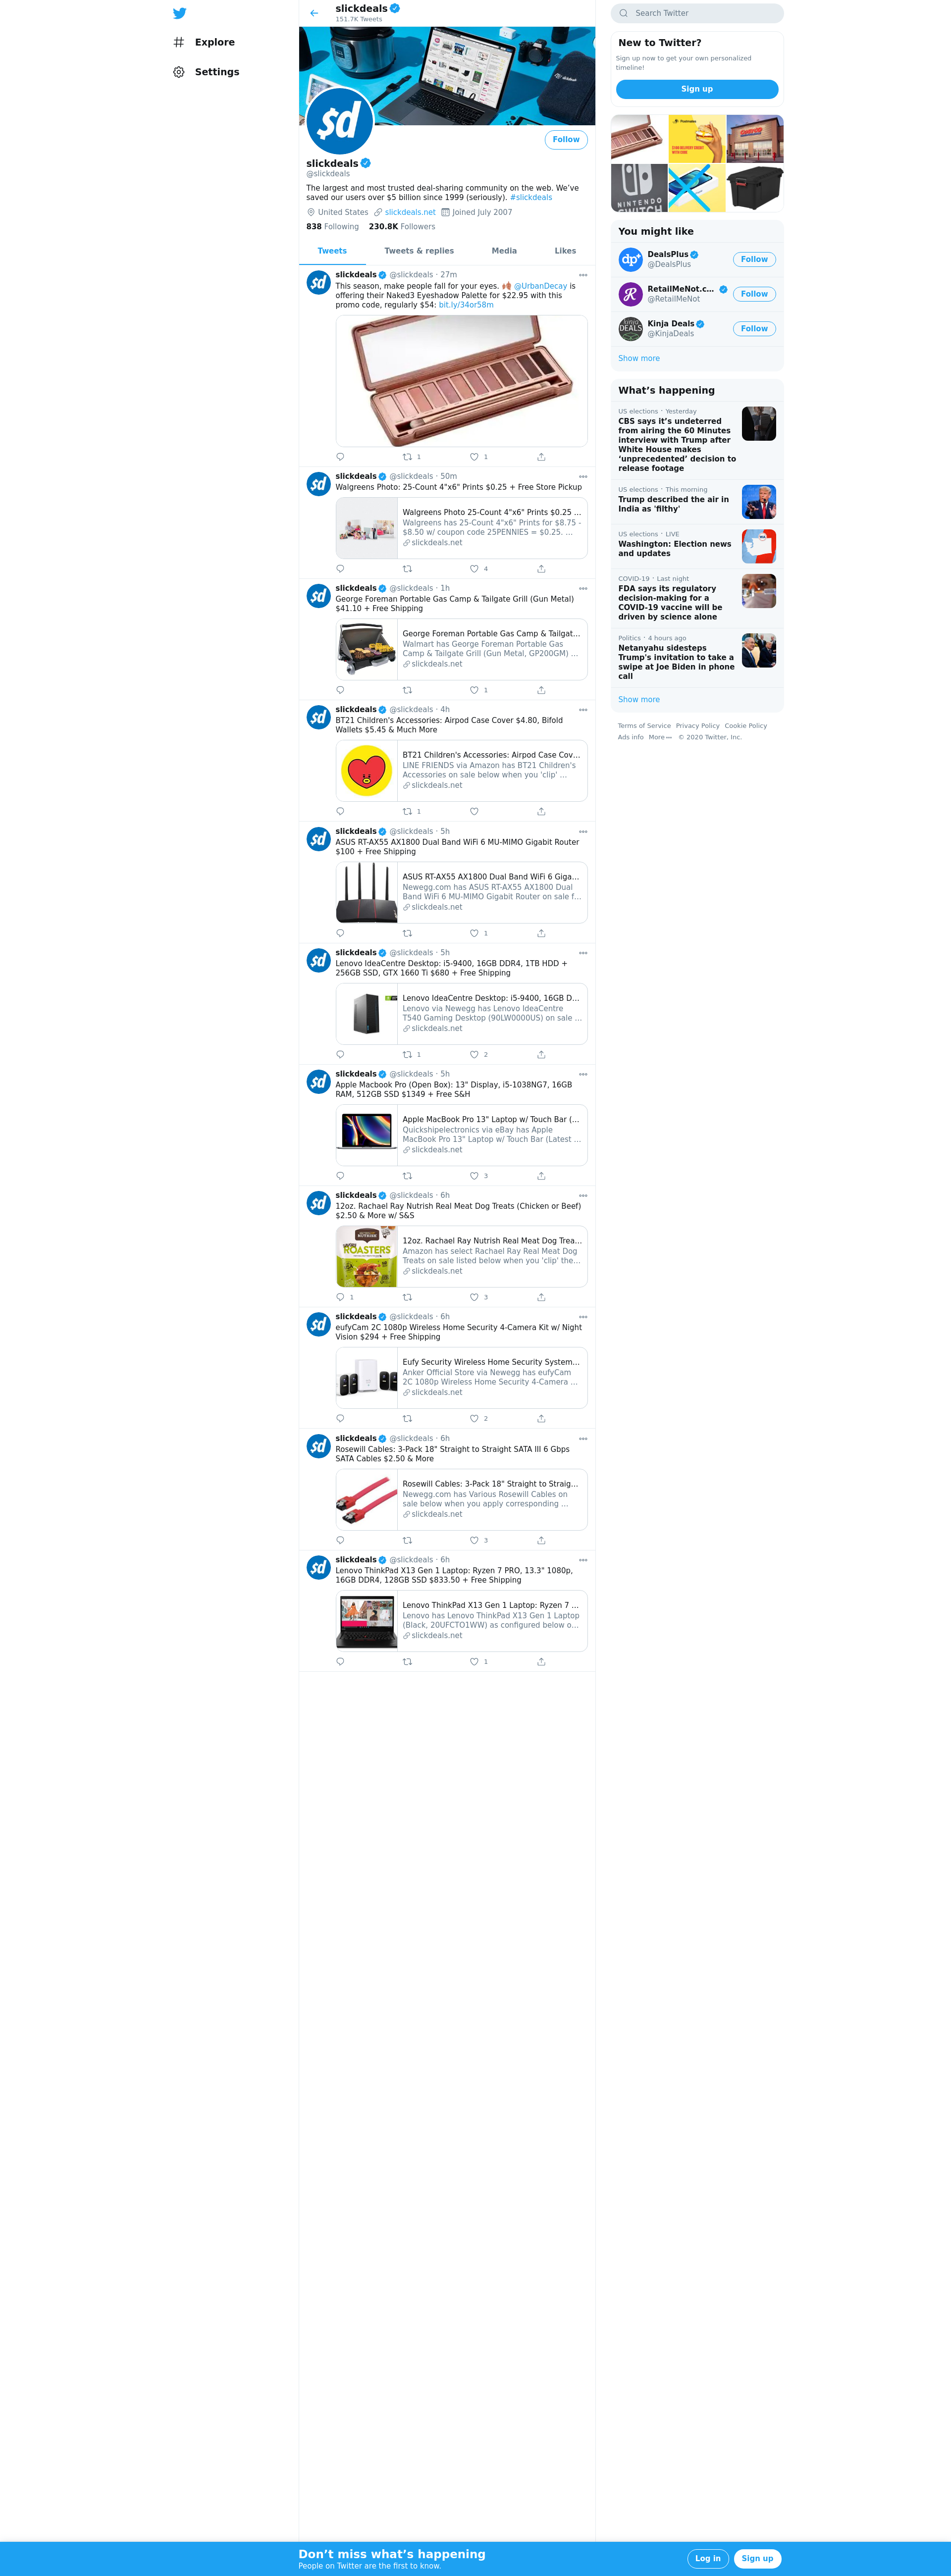 Explore
Settings
slickdeals
151.7K Tweets
$d
Follow
slickdeals
@slickdeals
The largest and most trusted deal-sharing community on the web. We’ve
saved our users over $5 billion since 1999 (seriously). #slickdeals
United States slickdeals.net Joined July 2007
838 Following 230.8K Followers
Tweets Tweets & replies Media Likes
slickdeals @slickdeals · 27m
This season, make people fall for your eyes. @UrbanDecay is
offering their Naked3 Eyeshadow Palette for $22.95 with this
promo code, regularly $54: bit.ly/34or58m
1 1
slickdeals @slickdeals · 50m
Walgreens Photo: 25-Count 4"x6" Prints $0.25 + Free Store Pickup
Walgreens Photo 25-Count 4"x6" Prints $0.25 ...
Walgreens has 25-Count 4"x6" Prints for $8.75 -
$8.50 w/ coupon code 25PENNIES = $0.25. ...
slickdeals.net
4
slickdeals @slickdeals · 1h
George Foreman Portable Gas Camp & Tailgate Grill (Gun Metal)
$41.10 + Free Shipping
George Foreman Portable Gas Camp & Tailgat...
Walmart has George Foreman Portable Gas
Camp & Tailgate Grill (Gun Metal, GP200GM) ...
slickdeals.net
1
slickdeals @slickdeals · 4h
BT21 Children's Accessories: Airpod Case Cover $4.80, Bifold
Wallets $5.45 & Much More
BT21 Children's Accessories: Airpod Case Cov...
LINE FRIENDS via Amazon has BT21 Children's
Accessories on sale below when you 'clip' ...
slickdeals.net
1
slickdeals @slickdeals · 5h
ASUS RT-AX55 AX1800 Dual Band WiFi 6 MU-MIMO Gigabit Router
$100 + Free Shipping
ASUS RT-AX55 AX1800 Dual Band WiFi 6 Giga...
Newegg.com has ASUS RT-AX55 AX1800 Dual
Band WiFi 6 MU-MIMO Gigabit Router on sale f...
slickdeals.net
1
slickdeals @slickdeals · 5h
Lenovo IdeaCentre Desktop: i5-9400, 16GB DDR4, 1TB HDD +
256GB SSD, GTX 1660 Ti $680 + Free Shipping
Lenovo IdeaCentre Desktop: i5-9400, 16GB D...
Lenovo via Newegg has Lenovo IdeaCentre
T540 Gaming Desktop (90LW0000US) on sale ...
slickdeals.net
1 2
slickdeals @slickdeals · 5h
Apple Macbook Pro (Open Box): 13" Display, i5-1038NG7, 16GB
RAM, 512GB SSD $1349 + Free S&H
Apple MacBook Pro 13" Laptop w/ Touch Bar (...
Quickshipelectronics via eBay has Apple
MacBook Pro 13" Laptop w/ Touch Bar (Latest ...
slickdeals.net
3
slickdeals @slickdeals · 6h
12oz. Rachael Ray Nutrish Real Meat Dog Treats (Chicken or Beef)
$2.50 & More w/ S&S
NUTRISH
ROASTERS
12oz. Rachael Ray Nutrish Real Meat Dog Trea...
Amazon has select Rachael Ray Real Meat Dog
Treats on sale listed below when you 'clip' the...
slickdeals.net
1 3
slickdeals @slickdeals · 6h
eufyCam 2C 1080p Wireless Home Security 4-Camera Kit w/ Night
Vision $294 + Free Shipping
Eufy Security Wireless Home Security System...
Anker Official Store via Newegg has eufyCam
2C 1080p Wireless Home Security 4-Camera ...
slickdeals.net
2
slickdeals @slickdeals · 6h
Rosewill Cables: 3-Pack 18" Straight to Straight SATA III 6 Gbps
SATA Cables $2.50 & More
Rosewill Cables: 3-Pack 18" Straight to Straig...
Newegg.com has Various Rosewill Cables on
sale below when you apply corresponding ...
slickdeals.net
3
slickdeals @slickdeals · 6h
Lenovo ThinkPad X13 Gen 1 Laptop: Ryzen 7 PRO, 13.3" 1080p,
16GB DDR4, 128GB SSD $833.50 + Free Shipping
Lenovo ThinkPad X13 Gen 1 Laptop: Ryzen 7 ...
Lenovo has Lenovo ThinkPad X13 Gen 1 Laptop
(Black, 20UFCTO1WW) as configured below o...
slickdeals.net
1
Search Twitter
New to Twitter?
Sign up now to get your own personalized
timeline!
Sign up
NINTENDO
SWITCH
You might like
dp+
DealsPlus
@DealsPlus
Follow
RetailMeNot.c...
@RetailMeNot
Follow
DEALS
Kinja Deals
@KinjaDeals
Follow
Show more
What’s happening
US elections · Yesterday
CBS says it’s undeterred
from airing the 60 Minutes
interview with Trump after
White House makes
‘unprecedented’ decision to
release footage
US elections · This morning
Trump described the air in
India as 'filthy'
US elections · LIVE
Washington: Election news
and updates
COVID-19 · Last night
FDA says its regulatory
decision-making for a
COVID-19 vaccine will be
driven by science alone
Politics · 4 hours ago
Netanyahu sidesteps
Trump's invitation to take a
swipe at Joe Biden in phone
call
Show more
Terms of Service Privacy Policy Cookie Policy
Ads info More © 2020 Twitter, Inc.
Don’t miss what’s happening
People on Twitter are the first to know.
Log in
Sign up